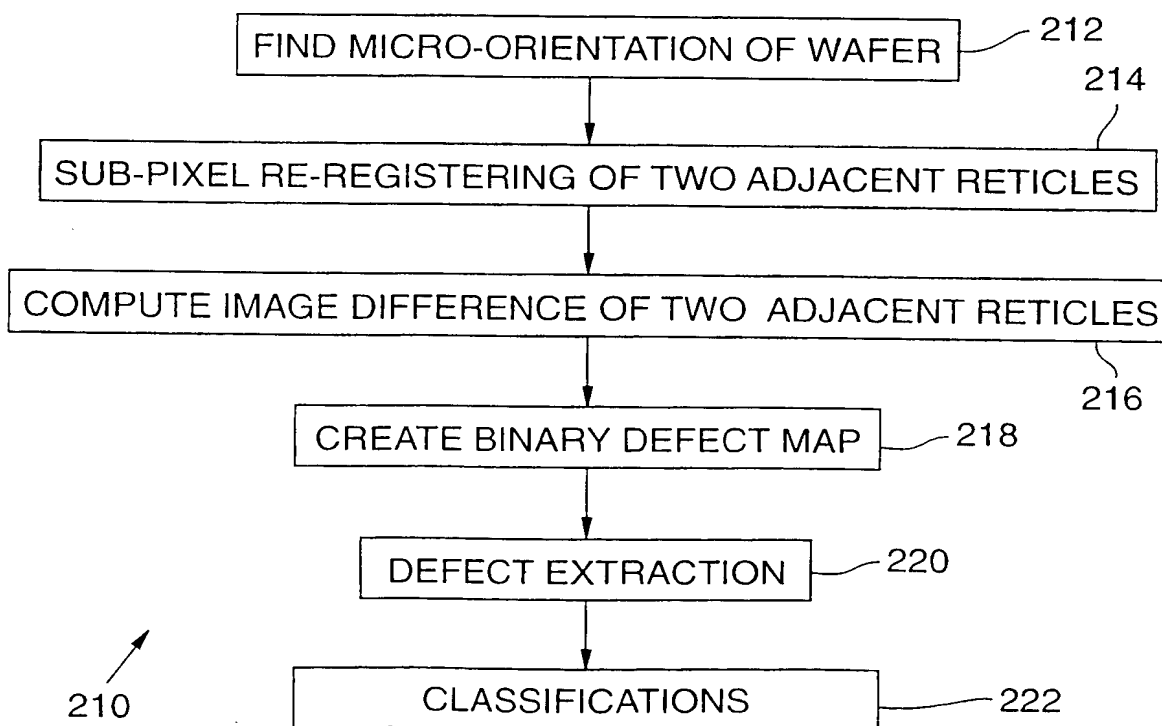 FIND MICRO-ORIENTATION OF WAFER 212
214
SUB-PIXEL RE-REGISTERING OF TWO ADJACENT RETICLES
COMPUTE IMAGE DIFFERENCE OF TWO ADJACENT RETICLES
216
CREATE BINARY DEFECT MAP 218
DEFECT EXTRACTION 220
210
CLASSIFICATIONS 222